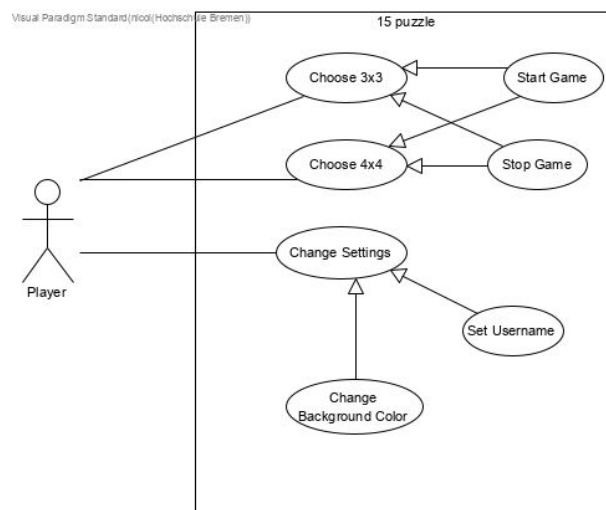 Visual Paradigm Standard(nicol(Hochschule Bremen))
15 puzzle
Choose 3x3
Start Game
Choose 4x4
Stop Game
Change Settings
Player
Set Username
Change
Background Color